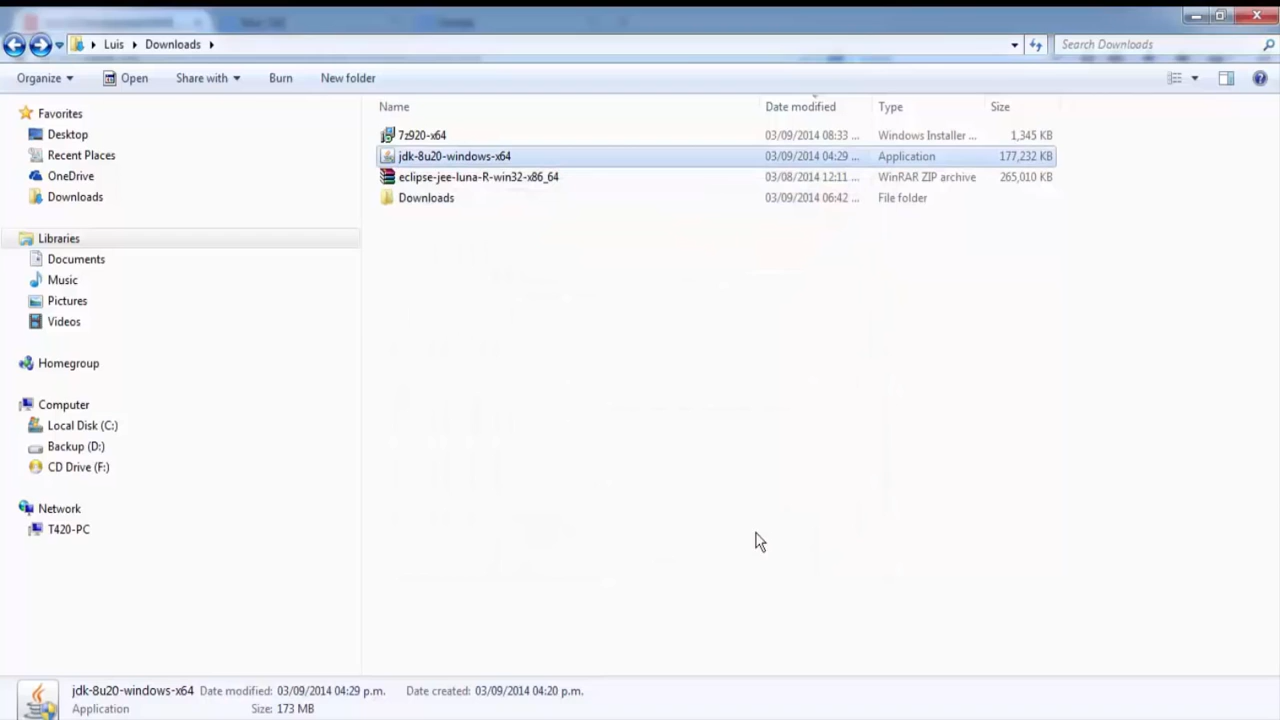 Luis Downloads
Search Downloads
Organize Open Share with Burn New folder
Name Date modified Type Size
7z920-x64 03/09/2014 08:33 ... Windows Installer ... 1,345 KB
jdk-8u20-windows-x64 03/09/2014 04:29 ... Application 177,232 KB
eclipse-jee-luna-R-win32-x86_64 03/08/2014 12:11 ... WinRAR ZIP archive 265,010 KB
Downloads 03/09/2014 06:42 ... File folder
Favorites
Desktop
Recent Places
OneDrive
Downloads
Libraries
Documents
Music
Pictures
Videos
Homegroup
Computer
Local Disk (C:)
Backup (D:)
CD Drive (F:)
Network
T420-PC
jdk-8u20-windows-x64 Date modified: 03/09/2014 04:29 p.m. Date created: 03/09/2014 04:20 p.m.
Application Size: 173 MB